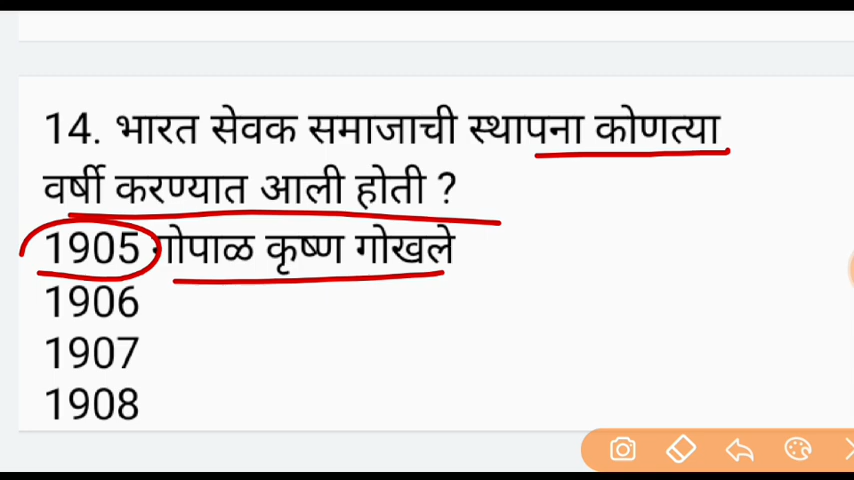 14. भारत सेवक समाजाची स्थापना कोणत्या
वर्षी करण्यात आली होती ?
1905 गोपाळ कृष्ण गोखले
1906
1907
1908